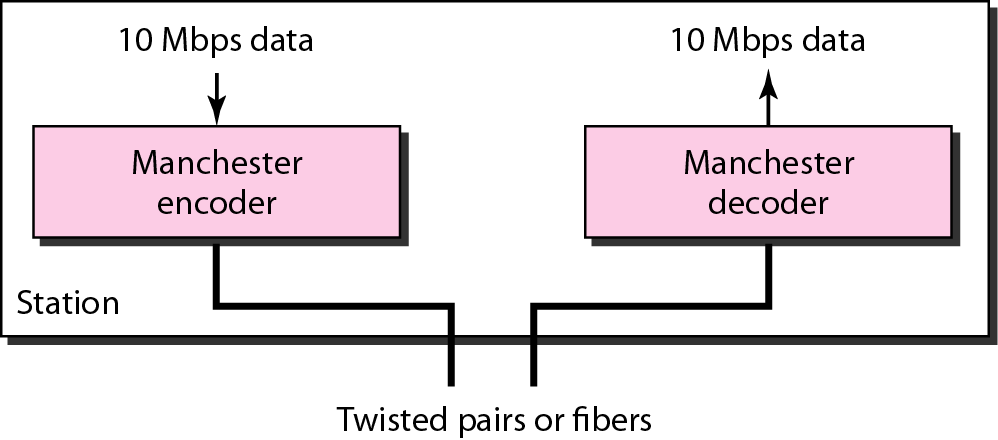 10 Mbps data
10 Mbps data
Manchester
encoder
Manchester
decoder
Station
Twisted pairs or fibers